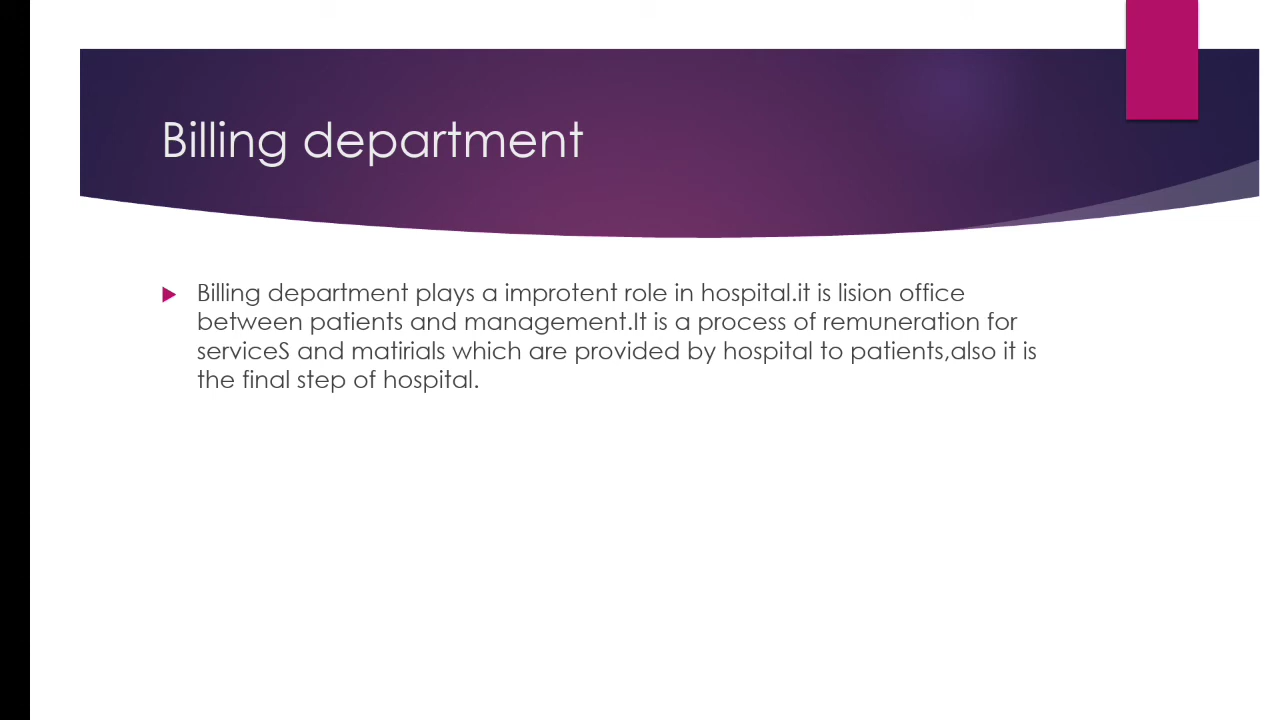 Billing department
Billing department plays a improtent role in hospital.it is lision office
between patients and management.It is a process of remuneration for
serviceS and matirials which are provided by hospital to patients,also it is
the final step of hospital.